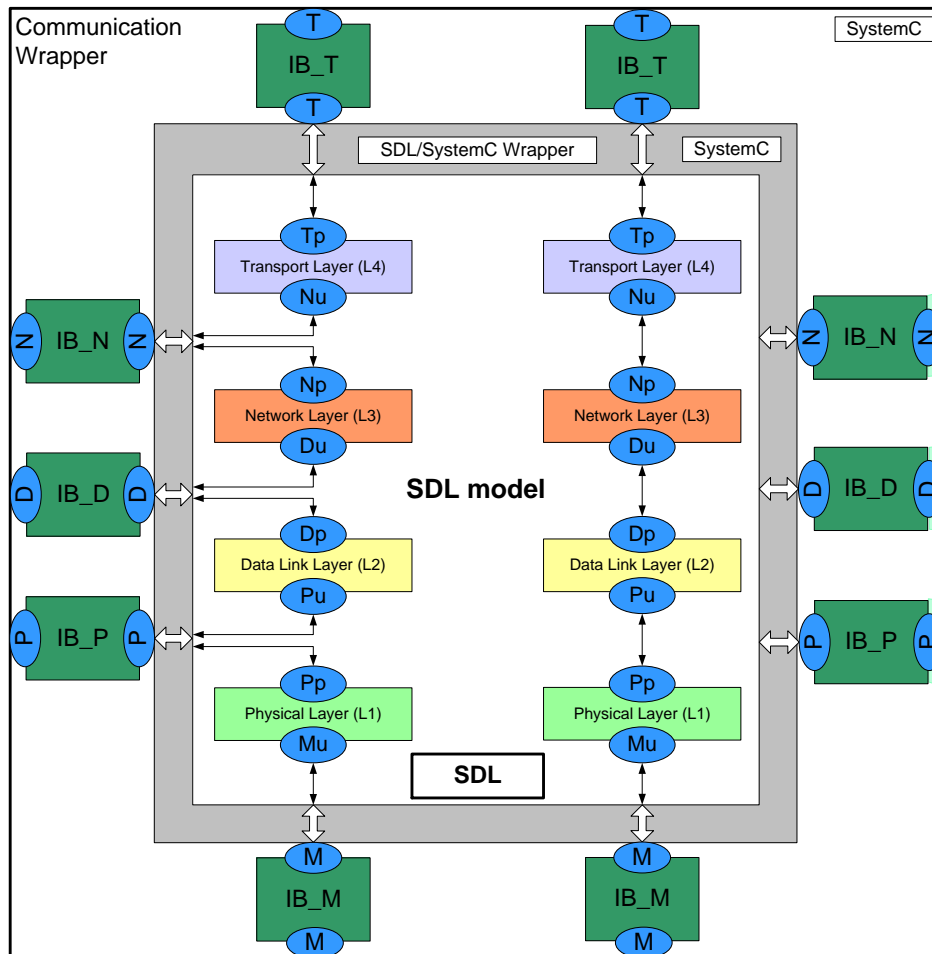 Communication
Wrapper
SystemC
T
T
IB_T
IB_T
T
T
SDL/SystemC Wrapper
SystemC
Tp
Tp
Transport Layer (L4)
Transport Layer (L4)
Nu
Nu
N
IB_N
N
N
IB_N
N
Np
Np
Network Layer (L3)
Network Layer (L3)
Du
Du
SDL model
D
IB_D
D
D
IB_D
D
Dp
Dp
Data Link Layer (L2)
Data Link Layer (L2)
Pu
Pu
P
IB_P
P
P
IB_P
P
Pp
Pp
Physical Layer (L1)
Physical Layer (L1)
Mu
Mu
SDL
M
M
IB_M
IB_M
M
M